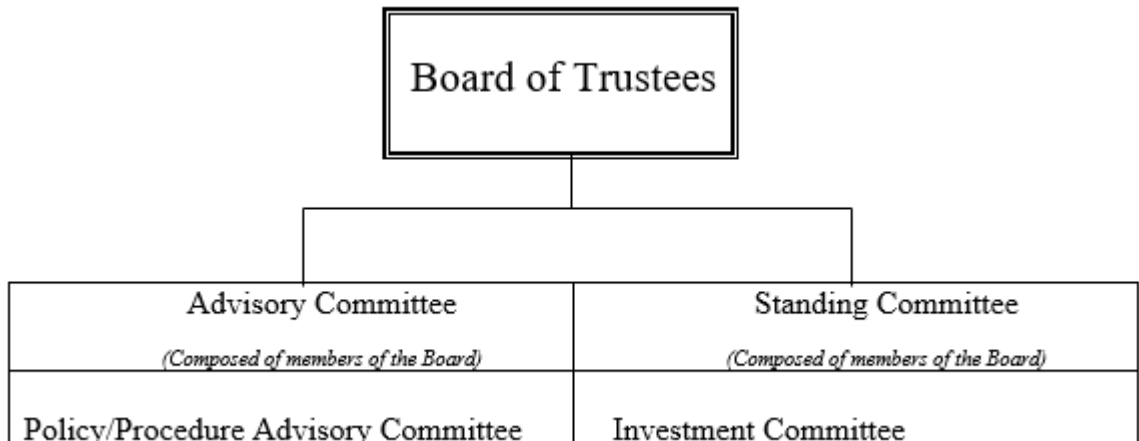 Board of Trustees
Advisory Committee
(Composed of members of the Board)
Standing Committee
(Composed of members of the Board)
Policy/Procedure Advisory Committee
Investment Committee